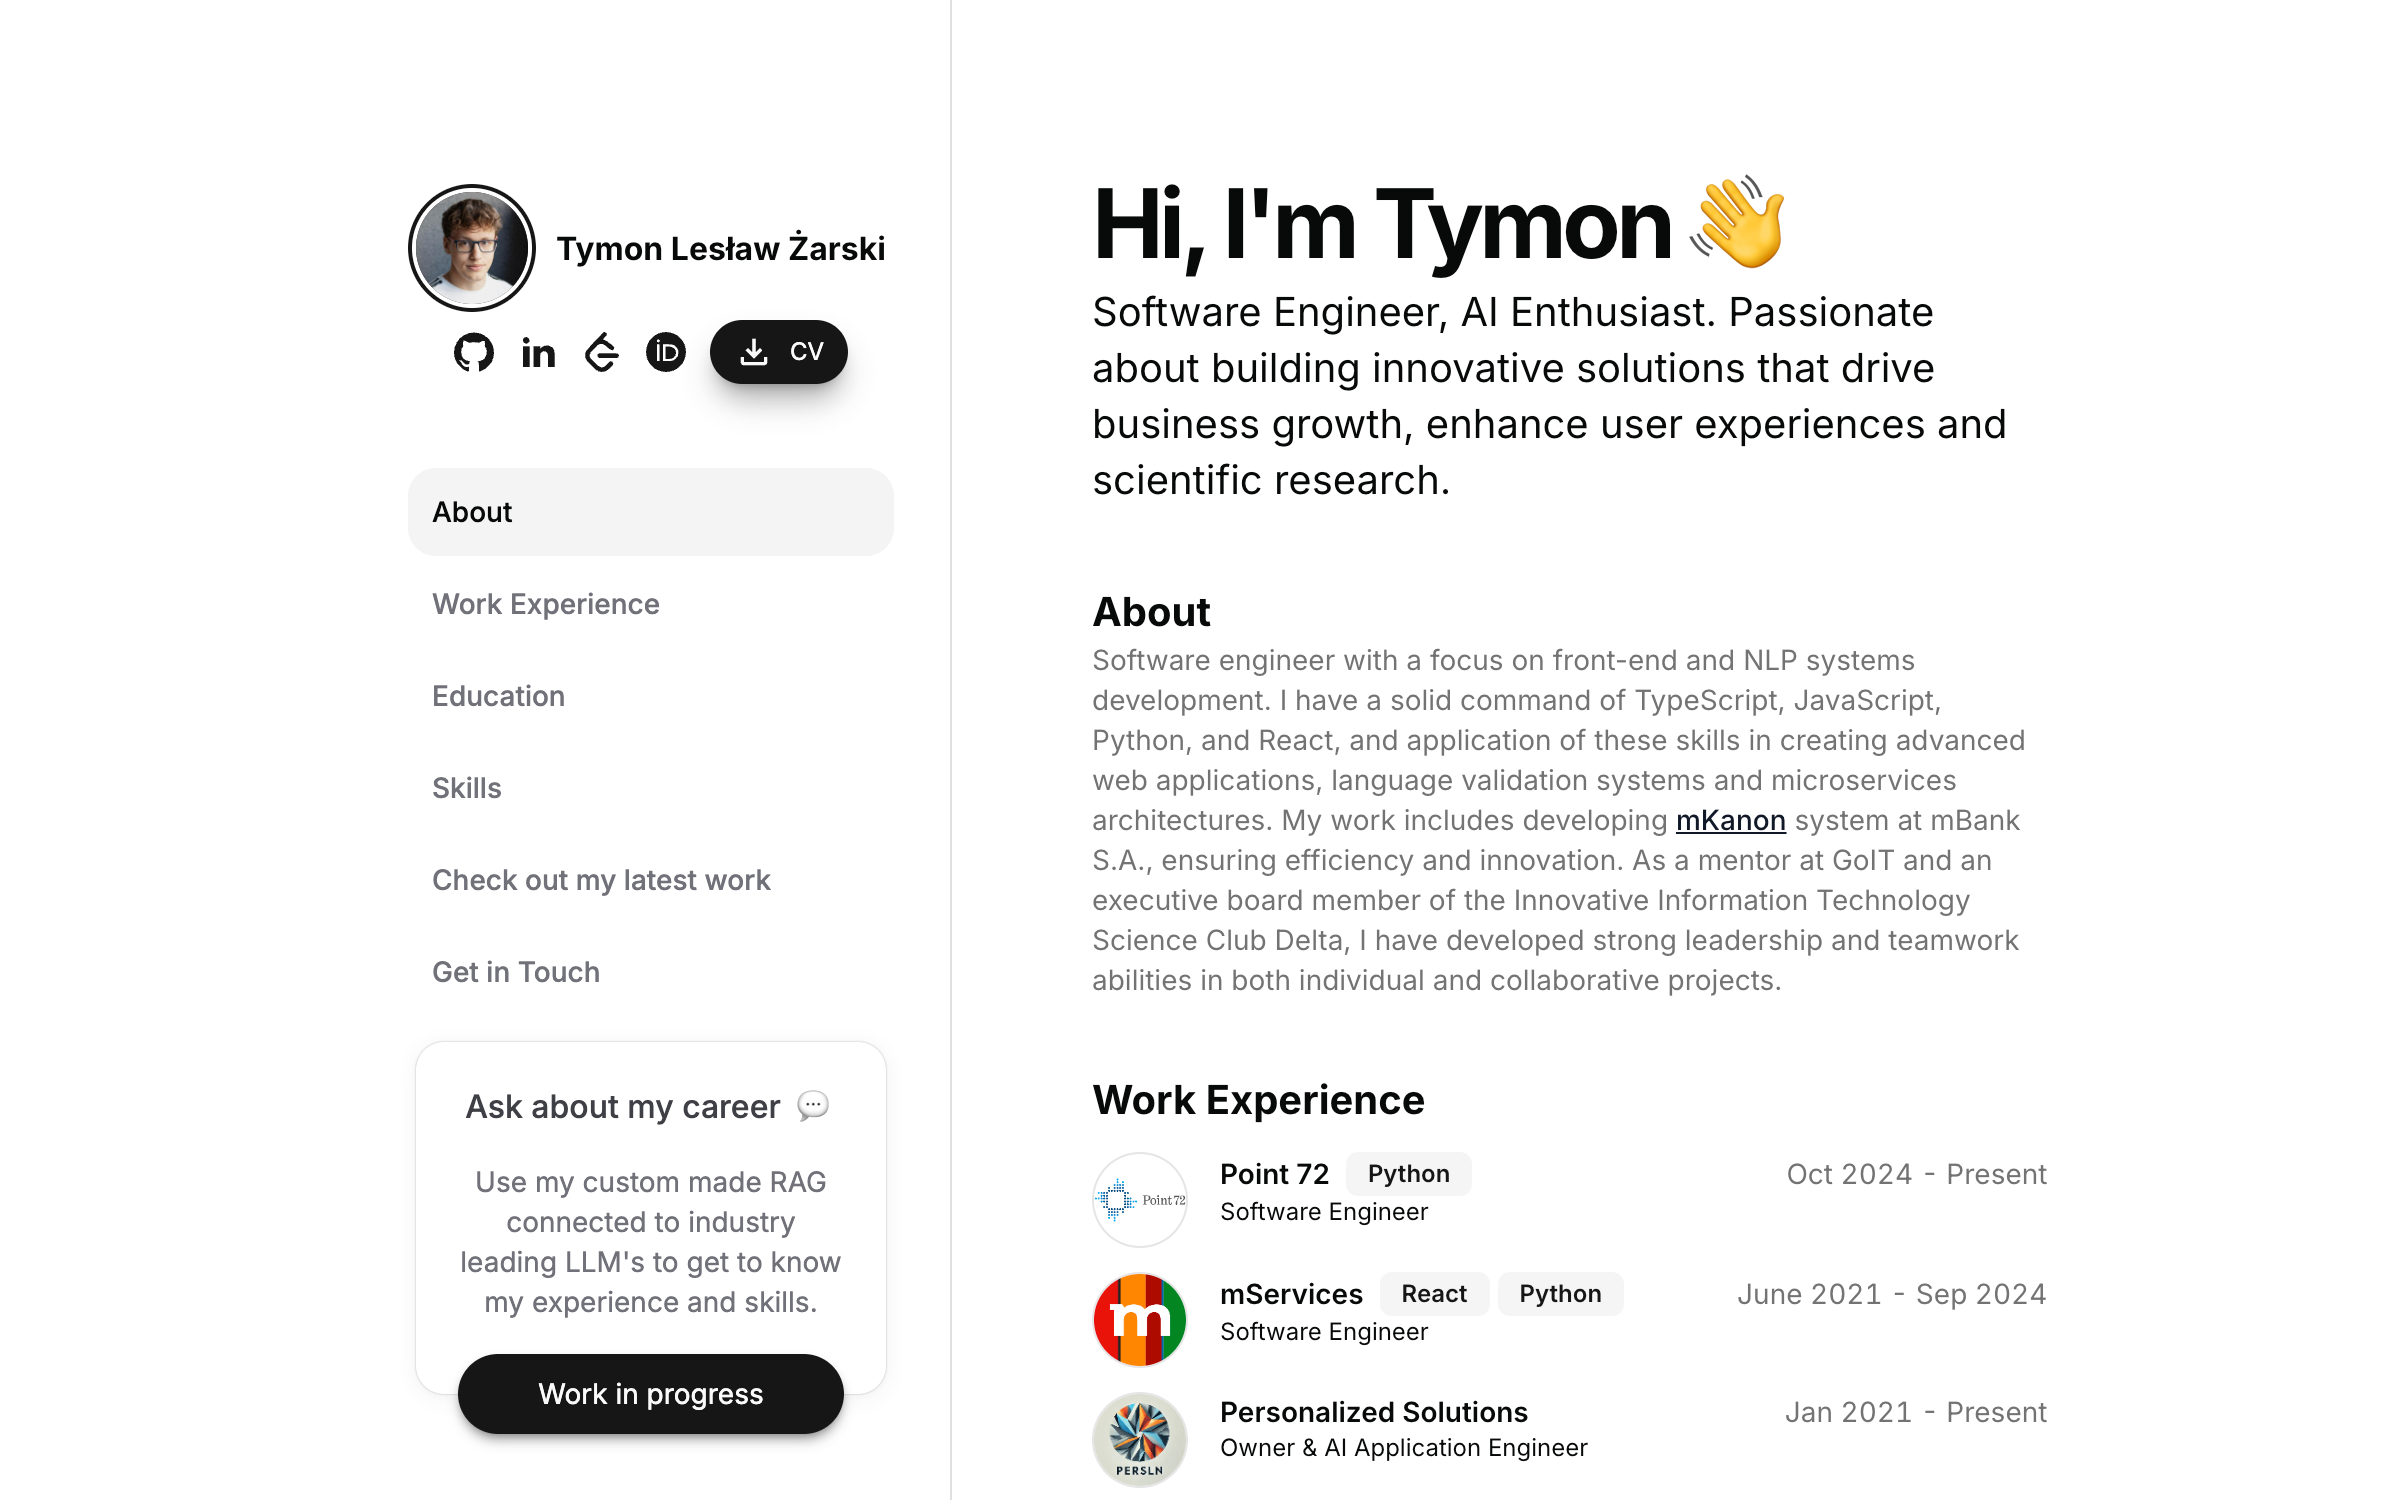 Tymon Lesław Żarski
iD
CV
About
Work Experience
Education
Skills
Check out my latest work
Get in Touch
Ask about my career 💬
Use my custom made RAG
connected to industry
leading LLM's to get to know
my experience and skills.
Work in progress
Hi, I'm Tymon 👋
Software Engineer, AI Enthusiast. Passionate
about building innovative solutions that drive
business growth, enhance user experiences and
scientific research.
About
Software engineer with a focus on front-end and NLP systems
development. I have a solid command of TypeScript, JavaScript,
Python, and React, and application of these skills in creating advanced
web applications, language validation systems and microservices
architectures. My work includes developing mKanon system at mBank
S.A., ensuring efficiency and innovation. As a mentor at GoIT and an
executive board member of the Innovative Information Technology
Science Club Delta, I have developed strong leadership and teamwork
abilities in both individual and collaborative projects.
Work Experience
Point72
Point 72 Python Oct 2024 - Present
Software Engineer
m
mServices React Python June 2021 - Sep 2024
Software Engineer
PERSLN
Personalized Solutions Jan 2021 - Present
Owner & AI Application Engineer